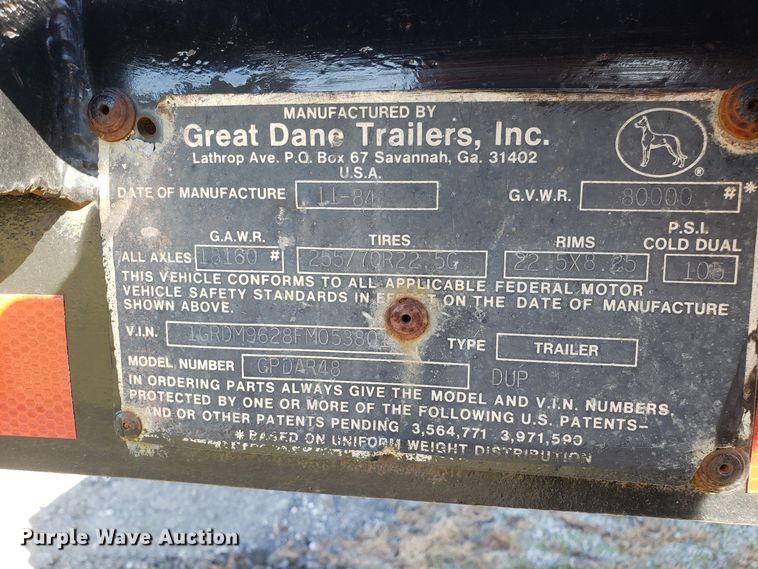 MANUFACTURED BY
Great Dane Trailers, Inc.
Lathrop Ave. P.O. Box 67 Savannah, Ga. 31402
U.S.A.
DATE OF MANUFACTURE 11-84 G.V.W.R. 80000 #*
G.A.W.R. TIRES RIMS P.S.I. COLD DUAL
ALL AXLES # 255/70R22.5G 22.5X8.25 105
THIS VEHICLE CONFORMS TO ALL APPLICABLE FEDERAL MOTOR
VEHICLE SAFETY STANDARDS IN EFFECT ON THE DATE OF MANUFACTURE
SHOWN ABOVE.
V.I.N. TYPE TRAILER
MODEL NUMBER GPDAR48 DUP
IN ORDERING PARTS ALWAYS GIVE THE MODEL AND V.I.N. NUMBERS
PROTECTED BY ONE OR MORE OF THE FOLLOWING U.S. PATENTS—
AND OR OTHER PATENTS PENDING 3,564,771 3,971,590
*BASED ON UNIFORM WEIGHT DISTRIBUTION
®
Purple Wave Auction